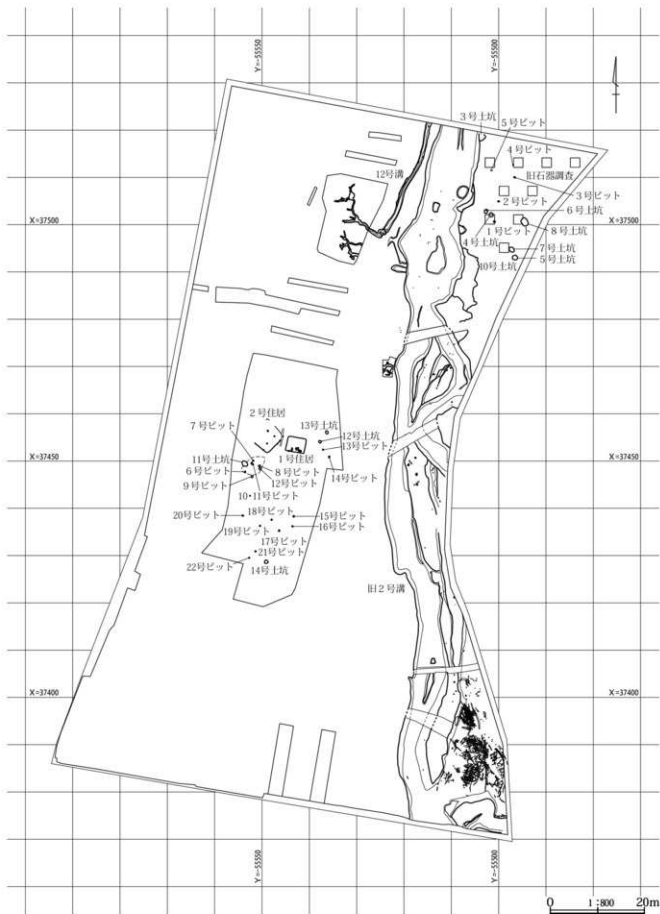 Y=-55550
Y=-55500
3号土坑
5号ピット
4号ピット
旧石器調査
12号溝
3号ピット
2号ピット
6号土坑
X=37500
X=37500
1号ピット
8号土坑
4号土坑
7号土坑
10号土坑
5号土坑
2号住居
7号ピット
13号土坑
12号土坑
X=37450
X=37450
11号土坑
1号住居
13号ピット
6号ピット
8号ピット
14号ピット
9号ピット
12号ピット
10・11号ピット
18号ピット
20号ピット
15号ピット
19号ピット
16号ピット
17号ピット
21号ピット
22号ピット
14号土坑
旧2号溝
X=37400
X=37400
Y=-55550
Y=-55500
0 1:800 20m